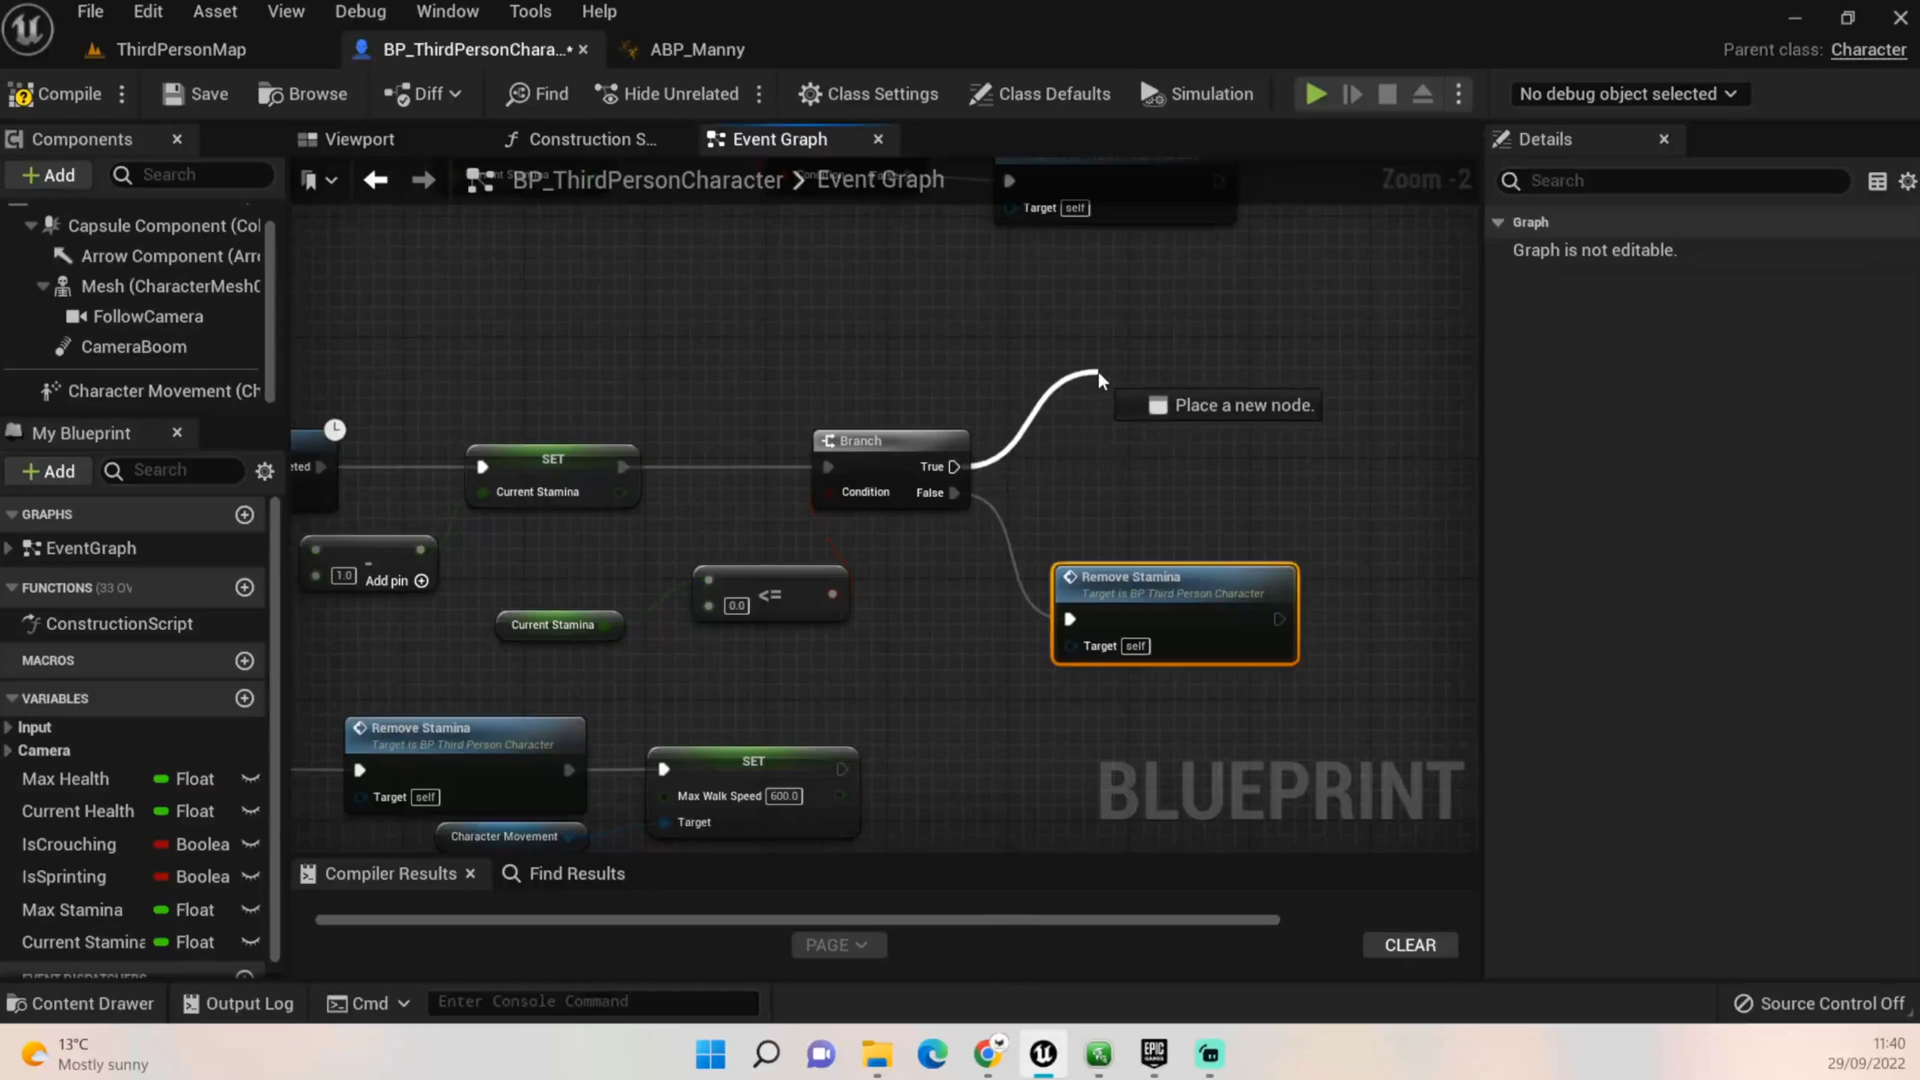 File Edit Asset View Debug Window Tools Help
ThirdPersonMap
BP_ThirdPersonChara...*
ABP_Manny
Parent class: Character
Compile
Save
Browse
Diff
Find
Hide Unrelated
Class Settings
Class Defaults
Simulation
No debug object selected
Components
Viewport
Construction S...
Event Graph
Details
Add
Search
BP_ThirdPersonCharacter > Event Graph
Zoom -2
Search
Target self
Graph
Graph is not editable.
Capsule Component (Col
Arrow Component (Arro
Mesh (CharacterMeshC
FollowCamera
CameraBoom
Character Movement (Ch
Place a new node.
My Blueprint
Add
Search
GRAPHS
EventGraph
FUNCTIONS (33 OV
ConstructionScript
MACROS
VARIABLES
Input
Camera
Max Health Float
Current Health Float
IsCrouching Boolea
IsSprinting Boolea
Max Stamina Float
Current Stamina Float
EVENT DISPATCHERS
eted
SET
Current Stamina
Branch
True
Condition False
1.0 - Add pin
Current Stamina
0.0 <=
Remove Stamina
Target is BP Third Person Character
Target self
Remove Stamina
Target is BP Third Person Character
Target self
SET
Max Walk Speed 600.0
Target
Character Movement
BLUEPRINT
Compiler Results
Find Results
PAGE
CLEAR
Content Drawer
Output Log
Cmd
Enter Console Command
Source Control Off
13°C
Mostly sunny
EPIC
GAMES
11:40
29/09/2022